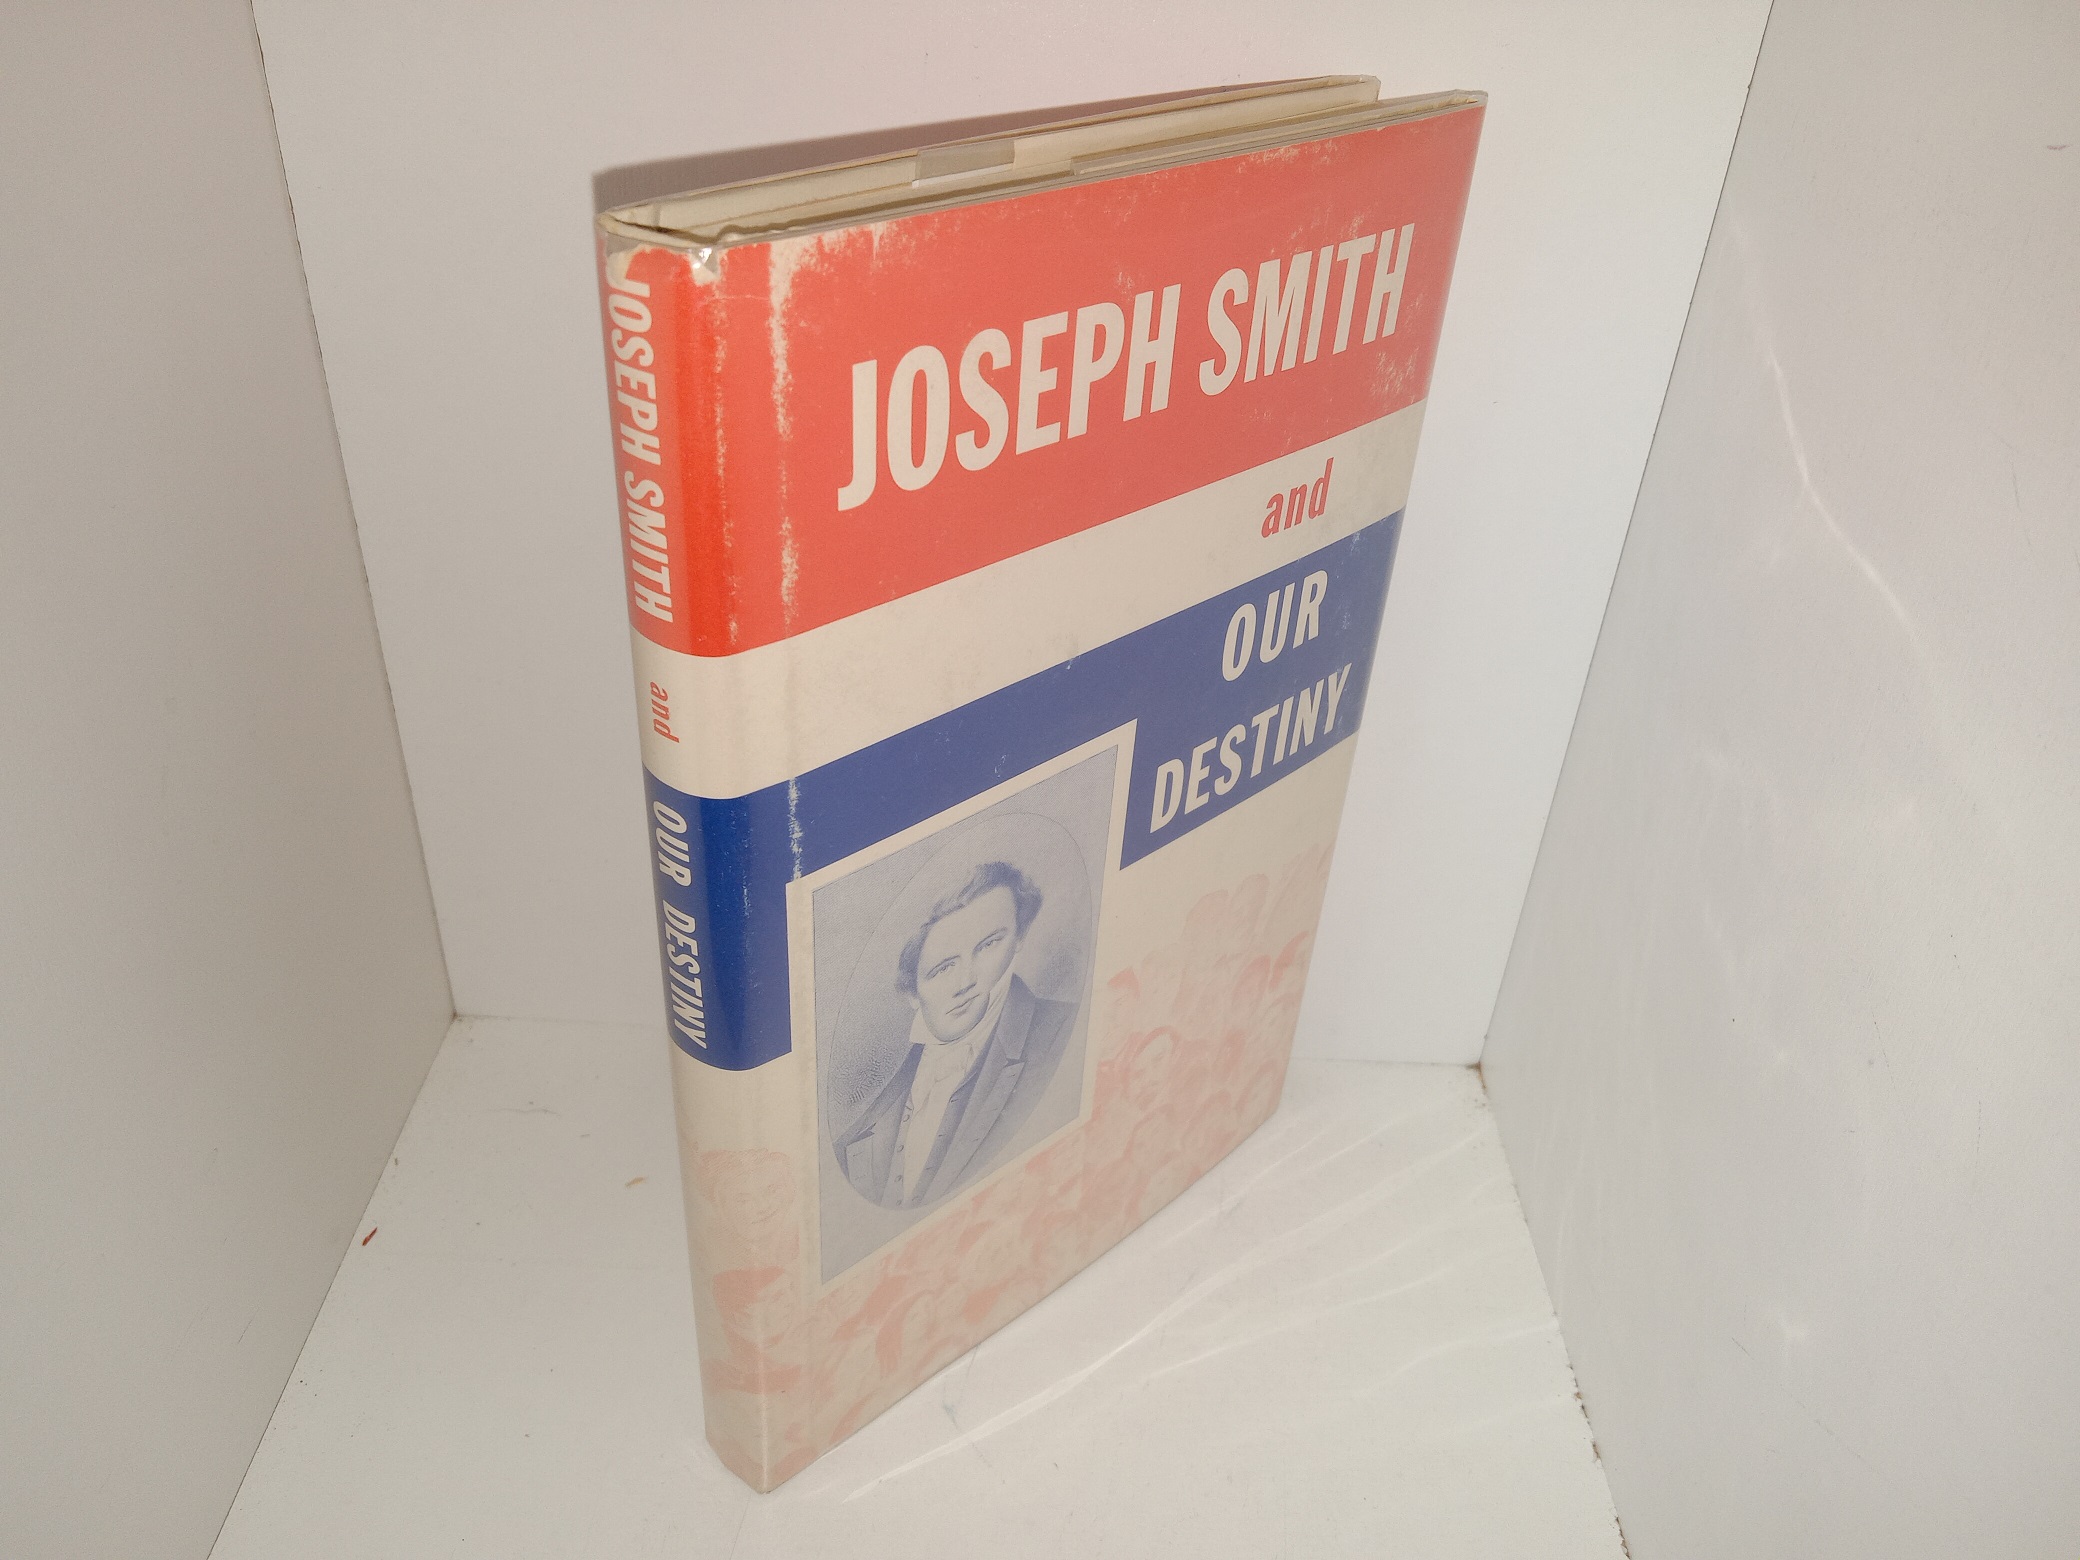 JOSEPH SMITH
and
OUR
DESTINY
JOSEPH SMITH and OUR DESTINY